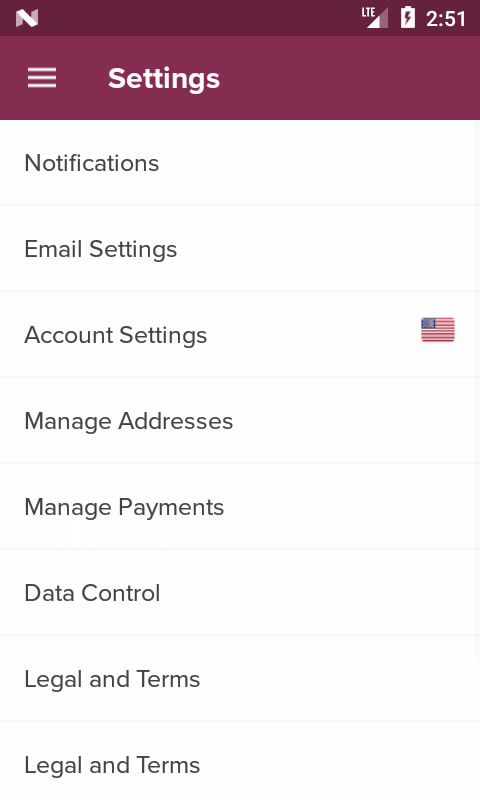 LTE 2:51
Settings
Notifications
Email Settings
Account Settings
Manage Addresses
Manage Payments
Data Control
Legal and Terms
Legal and Terms